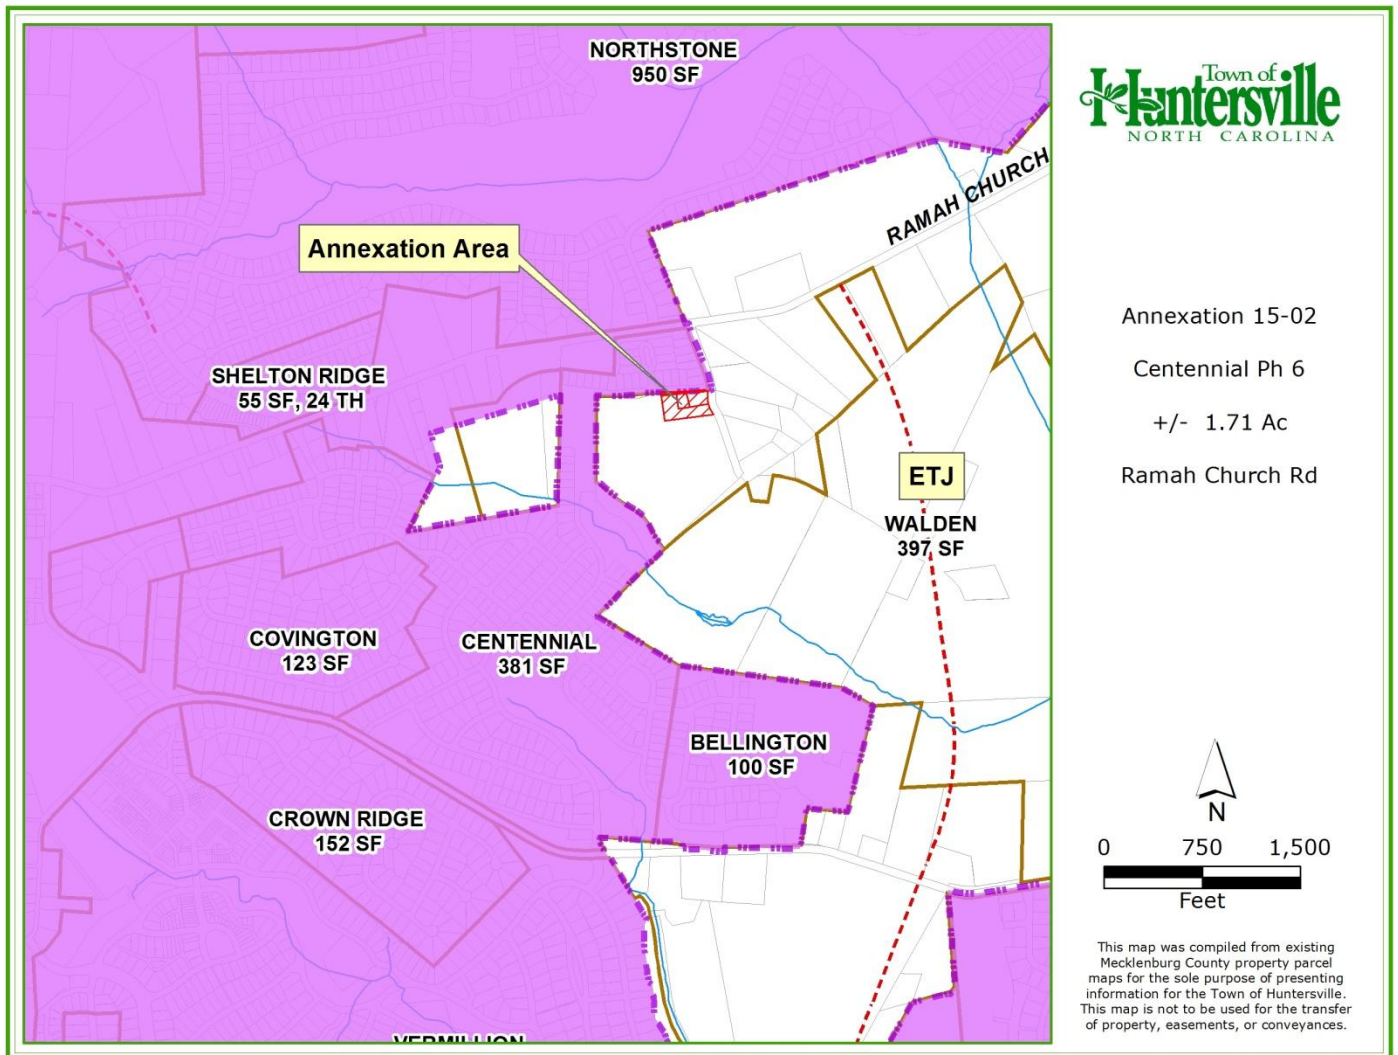 NORTHSTONE
950 SF
RAMAH CHURCH
Annexation Area
SHELTON RIDGE
55 SF, 24 TH
ETJ
WALDEN
397 SF
COVINGTON
123 SF
CENTENNIAL
381 SF
BELLINGTON
100 SF
CROWN RIDGE
152 SF
VERMILLION
Town of
Huntersville
NORTH CAROLINA
Annexation 15-02
Centennial Ph 6
+/- 1.71 Ac
Ramah Church Rd
N
0 750 1,500
Feet
This map was compiled from existing
Mecklenburg County property parcel
maps for the sole purpose of presenting
information for the Town of Huntersville.
This map is not to be used for the transfer
of property, easements, or conveyances.